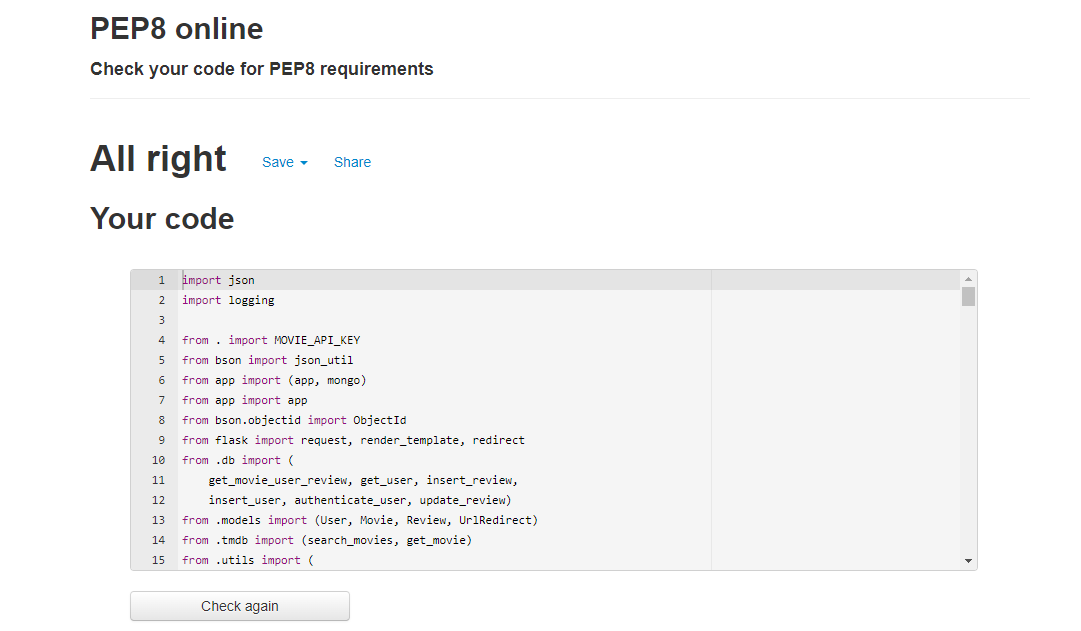 PEP8 online
Check your code for PEP8 requirements
All right Save Share
Your code
1 import json
2 import logging
3
4 from . import MOVIE_API_KEY
5 from bson import json_util
6 from app import (app, mongo)
7 from app import app
8 from bson.objectid import ObjectId
9 from flask import request, render_template, redirect
10 from .db import (
11     get_movie_user_review, get_user, insert_review,
12     insert_user, authenticate_user, update_review)
13 from .models import (User, Movie, Review, UrlRedirect)
14 from .tmdb import (search_movies, get_movie)
15 from .utils import (
Check again